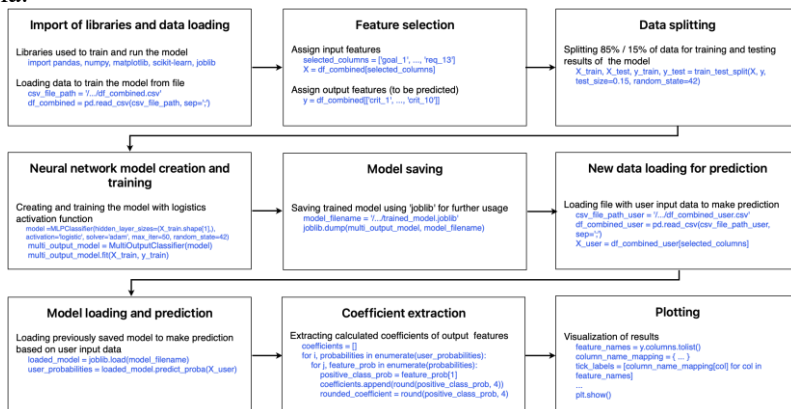 Import of libraries and data loading
Libraries used to train and run the model
import pandas, numpy, matplotlib, scikit-learn, joblib
Loading data to train the model from file
csv_file_path = '/.../df_combined.csv'
df_combined = pd.read_csv(csv_file_path, sep=';')
Feature selection
Assign input features
selected_columns = ['goal_1', ..., 'req_13']
X = df_combined[selected_columns]
Assign output features (to be predicted)
y = df_combined[['crit_1', ..., 'crit_10']]
Data splitting
Splitting 85% / 15% of data for training and testing
results of the model
X_train, X_test, y_train, y_test = train_test_split(X, y,
test_size=0.15, random_state=42)
Neural network model creation and
training
Creating and training the model with logistics
activation function
model =MLPClassifier(hidden_layer_sizes=(X_train.shape[1],),
activation='logistic', solver='adam', max_iter=50, random_state=42)
multi_output_model = MultiOutputClassifier(model)
multi_output_model.fit(X_train, y_train)
Model saving
Saving trained model using 'joblib' for further usage
model_filename = '/.../trained_model.joblib'
joblib.dump(multi_output_model, model_filename)
New data loading for prediction
Loading file with user input data to make prediction
csv_file_path_user = '/.../df_combined_user.csv'
df_combined_user = pd.read_csv(csv_file_path_user,
sep=';')
X_user = df_combined_user[selected_columns]
Model loading and prediction
Loading previously saved model to make prediction
based on user input data
loaded_model = joblib.load(model_filename)
user_probabilities = loaded_model.predict_proba(X_user)
Coefficient extraction
Extracting calculated coefficients of output features
coefficients = []
for i, probabilities in enumerate(user_probabilities):
for j, feature_prob in enumerate(probabilities):
positive_class_prob = feature_prob[1]
coefficients.append(round(positive_class_prob, 4))
rounded_coefficient = round(positive_class_prob, 4)
Plotting
Visualization of results
feature_names = y.columns.tolist()
column_name_mapping = { ... }
tick_labels = [column_name_mapping[col] for col in
feature_names]
...
plt.show()